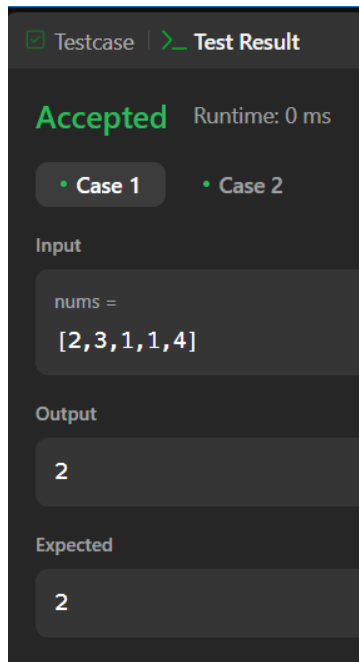 Testcase | >_ Test Result
Accepted Runtime: 0 ms
• Case 1 • Case 2
Input
nums =
[2,3,1,1,4]
Output
2
Expected
2